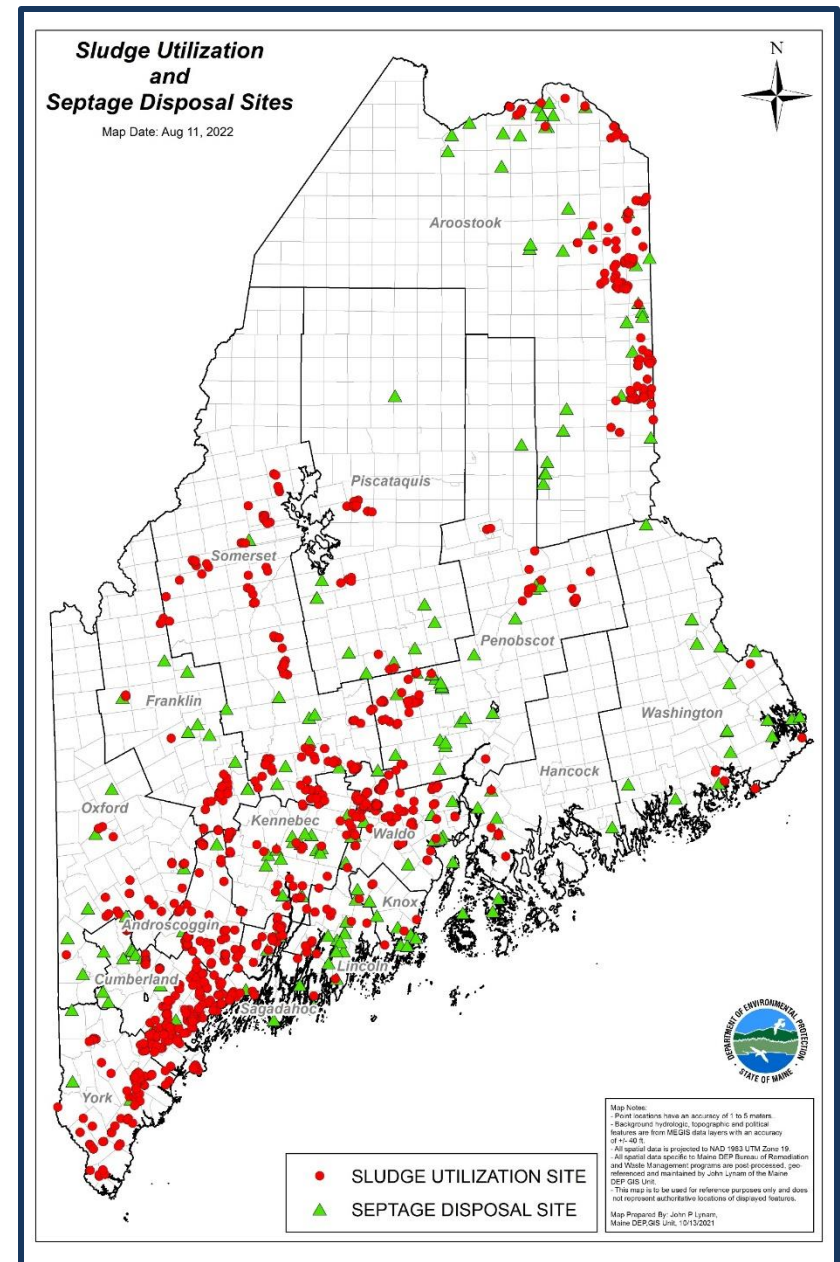 Sludge Utilization
and
Septage Disposal Sites
Map Date: Aug 11, 2022
N
Aroostook
Piscataquis
Somerset
Penobscot
Franklin
Washington
Hancock
Oxford
Kennebec
Waldo
Knox
Androscoggin
Lincoln
Cumberland
Sagadahoc
York
DEPARTMENT OF ENVIRONMENTAL PROTECTION
STATE OF MAINE
Map Notes:
- Point locations have an accuracy of 1 to 5 meters.
- Background hydrologic, topographic and political
features are from MEGIS data layers with an accuracy
of +/- 40 ft.
- All spatial data is projected to NAD 1983 UTM Zone 19.
- All spatial data specific to Maine DEP Bureau of Remediation
and Waste Management programs are post processed, geo-
referenced and maintained by John Lynam of the Maine
DEP GIS Unit.
- This map is to be used for reference purposes only and does
not represent authoritative locations of displayed features.
Map Prepared By: John P Lynam,
Maine DEP,GIS Unit, 10/13/2021
SLUDGE UTILIZATION SITE
SEPTAGE DISPOSAL SITE